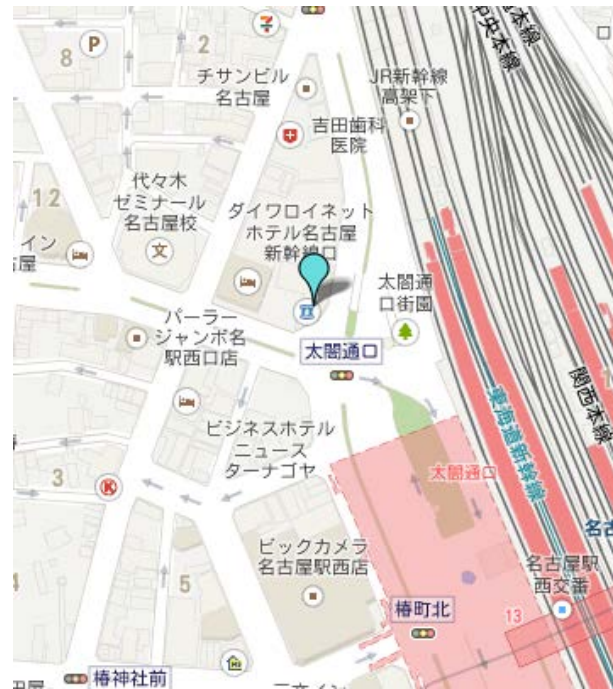 中央本線
2
8
P
チサンビル
名古屋
JR新幹線
高架下
吉田歯科
医院
代々木
ゼミナール
名古屋校
12
文
ダイワロイネット
ホテル名古屋
新幹線口
イン
太閤通
口街園
パーラー
ジャンボ名
駅西口店
太閤通口
関西本線
東海道新幹線
ビジネスホテル
ニュース
ターナゴヤ
太閤通口
3
K
ビックカメラ
名古屋駅西店
名古屋駅
西交番
5
椿町北
13
椿神社前